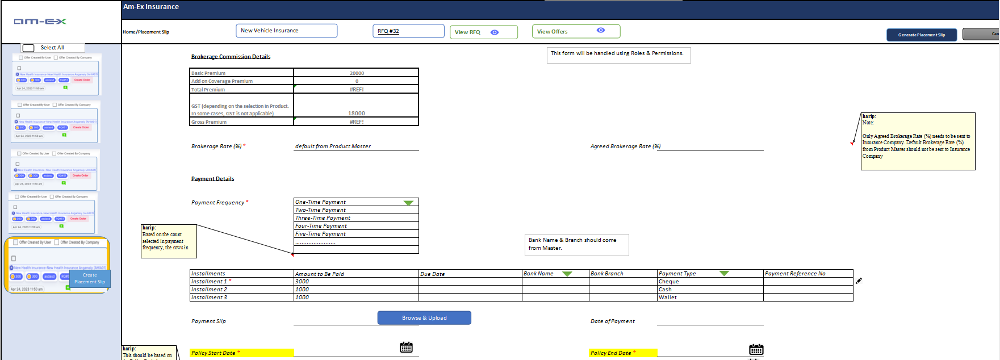 Am-Ex Insurance
am-ex
Home/Placement Slip
New Vehicle Insurance
RFQ #32
View RFQ
View Offers
Generate Placement Slip
Can
Select All
Offer Created By User Offer Created By Company
New Health Insurance-New Health Insurance Angamaly (AHIA01)
300 300 asdasd RQ#51 Create Order
Apr 24, 2023 11:50 am
Offer Created By User Offer Created By Company
New Health Insurance-New Health Insurance Angamaly (AHIA01)
300 300 asdasd RQ#51 Create Order
Apr 24, 2023 11:50 am
Offer Created By User Offer Created By Company
New Health Insurance-New Health Insurance Angamaly (AHIA01)
300 300 asdasd RQ#51 Create Order
Apr 24, 2023 11:50 am
Offer Created By User Offer Created By Company
New Health Insurance-New Health Insurance Angamaly (AHIA01)
300 300 asdasd RQ#51 Create Order
Apr 24, 2023 11:50 am
Offer Created By User Offer Created By Company
New Health Insurance-New Health Insurance Angamaly (AHIA01)
300 300 asdasd RQ#5
Create
Placement Slip
Apr 24, 2023 11:50 am
Brokerage Commission Details
This form will be handled using Roles & Permissions.
Basic Premium 20000
Add on Coverage Premium 0
Total Premium #REF!
GST (depending on the selection in Product.
In some cases, GST is not applicable) 18000
Gross Premium #REF!
harip:
Note:
Only Agreed Brokerage Rate (%) needs to be sent to
Insurance Company. Default Brokerage Rate (%)
from Product Master should not be sent to Insurance
Company
Brokerage Rate (%) * default from Product Master
Agreed Brokerage Rate (%)
Payment Details
Payment Frequency * One-Time Payment
Two-Time Payment
Three-Time Payment
Four-Time Payment
Five-Time Payment
........................
harip:
Based on the count
selected in payment
frequency, the rows in
Bank Name & Branch should come
from Master.
Installments Amount to Be Paid Due Date Bank Name Bank Branch Payment Type Payment Reference No
Installment 1 * 3000 Cheque
Installment 2 1000 Cash
Installment 3 1000 Wallet
Payment Slip Browse & Upload Date of Payment
harip:
This should be based on
Policy Start Date *
Policy End Date *